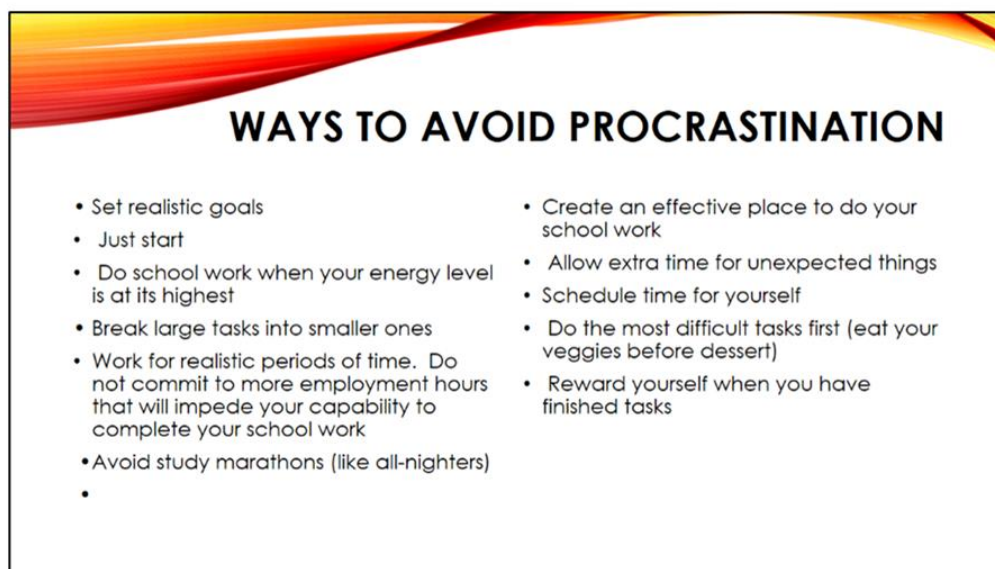 WAYS TO AVOID PROCRASTINATION
• Set realistic goals
• Just start
• Do school work when your energy level
is at its highest
• Break large tasks into smaller ones
• Work for realistic periods of time.  Do
not commit to more employment hours
that will impede your capability to
complete your school work
•Avoid study marathons (like all-nighters)
•
• Create an effective place to do your
school work
• Allow extra time for unexpected things
• Schedule time for yourself
• Do the most difficult tasks first (eat your
veggies before dessert)
• Reward yourself when you have
finished tasks